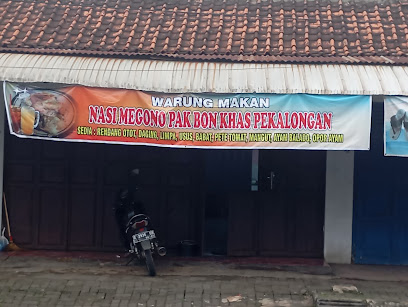 WARUNG MAKAN
NASI MEGONO PAK BON KHAS PEKALONGAN
SEDIA : RENDANG OTOT, DAGING, LIMPA, USUS, BABAT, PETE TOMAT, MANGUT, AYAM BALADO, OPOR AYAM